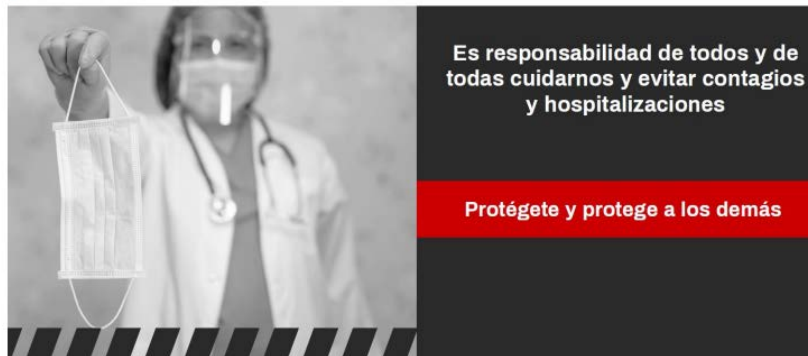 Es responsabilidad de todos y de
todas cuidarnos y evitar contagios
y hospitalizaciones
Protégete y protege a los demás